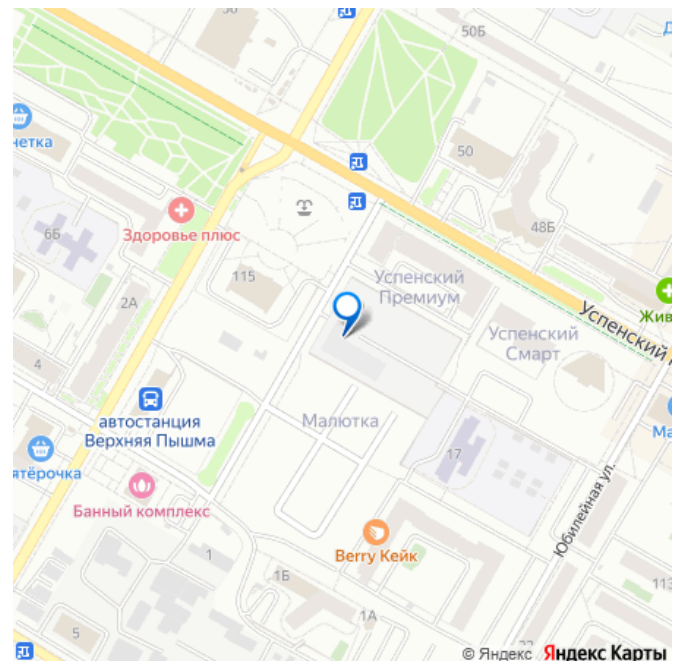 50Б
50
нетка
Здоровье плюс
6Б
115
2А
4
48Б
Успенский
Премиум
Жив
Успенский
Успенский
Смарт
автостанция
Верхняя Пышма
Малютка
Ма
ятёрочка
17
Банный комплекс
Юбилейная ул.
Berry Кейк
1
1Б
1А
113
5
© Яндекс Яндекс Карты